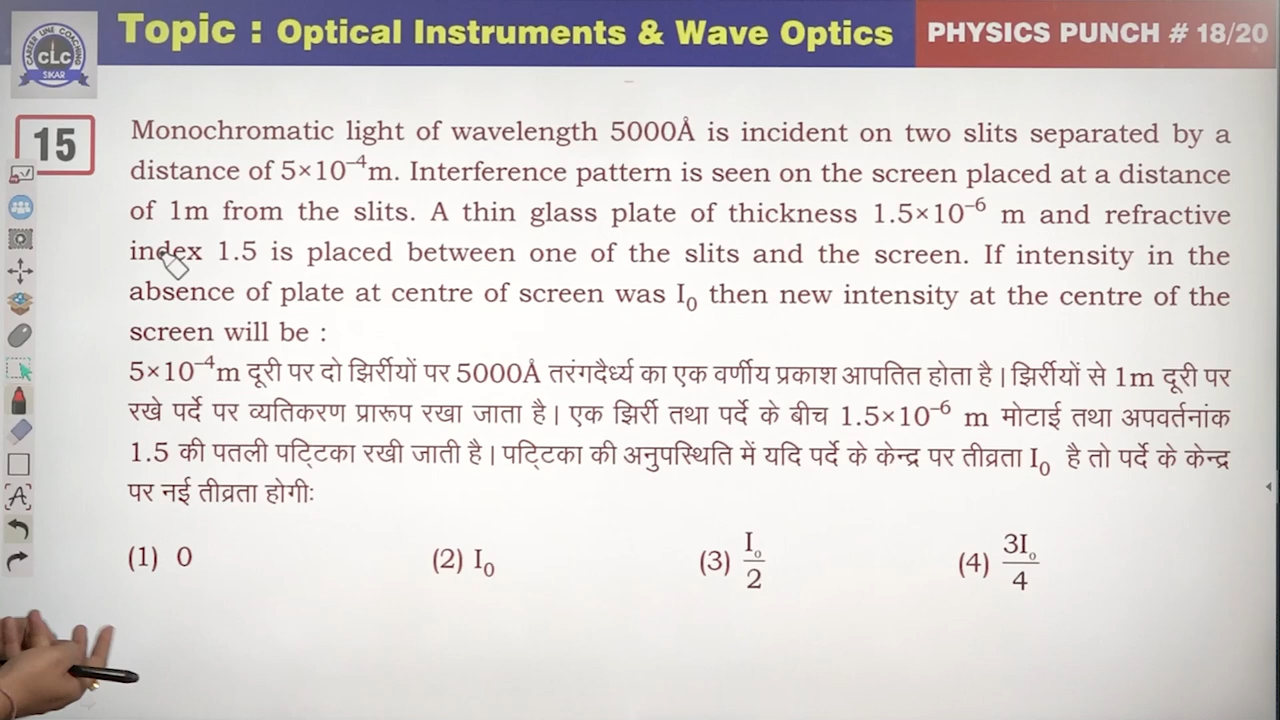 Topic : Optical Instruments & Wave Optics
PHYSICS PUNCH # 18/20
CAREER LINE COACHING
CLC
SIKAR
15
Monochromatic light of wavelength 5000Å is incident on two slits separated by a
distance of 5×10⁻⁴m. Interference pattern is seen on the screen placed at a distance
of 1m from the slits. A thin glass plate of thickness 1.5×10⁻⁶ m and refractive
index 1.5 is placed between one of the slits and the screen. If intensity in the
absence of plate at centre of screen was I₀ then new intensity at the centre of the
screen will be :
5×10⁻⁴m दूरी पर दो झिर्रीयों पर 5000Å तरंगदैर्ध्य का एक वर्णीय प्रकाश आपतित होता है। झिर्रीयों से 1m दूरी पर
रखे पर्दे पर व्यतिकरण प्रारूप रखा जाता है। एक झिर्री तथा पर्दे के बीच 1.5×10⁻⁶ m मोटाई तथा अपवर्तनांक
1.5 की पतली पट्टिका रखी जाती है। पट्टिका की अनुपस्थिति में यदि पर्दे के केन्द्र पर तीव्रता I₀ है तो पर्दे के केन्द्र
पर नई तीव्रता होगीः
(1) 0 (2) I₀ (3) I₀/2 (4) 3I₀/4